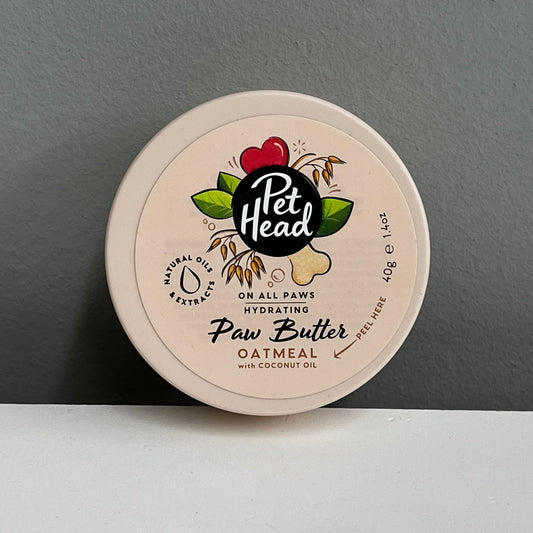 Pet
Head
NATURAL OILS
& EXTRACTS
ON ALL PAWS
HYDRATING
Paw Butter
OATMEAL
with COCONUT OIL
PEEL HERE
40g e 1.4oz